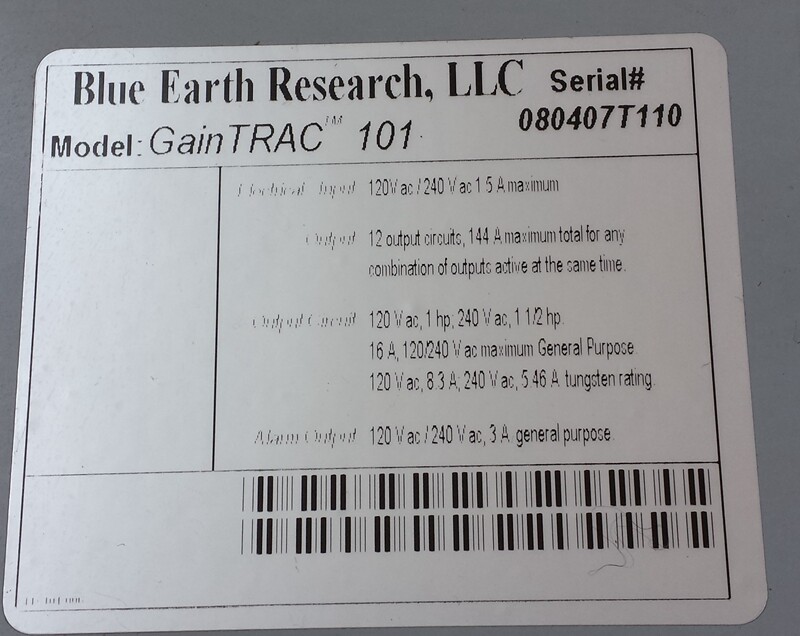 Blue Earth Research, LLC Serial#
Model: GainTRAC™ 101 080407T110
Electrical Input 120V ac / 240 V ac 1 5 A maximum
Output 12 output circuits, 144 A maximum total for any
combination of outputs active at the same time.
Output Circuit 120 V ac, 1 hp; 240 V ac, 1 1/2 hp.
16 A, 120/240 V ac maximum General Purpose
120 V ac, 8.3 A; 240 V ac, 5.46 A tungsten rating.
Alarm Output 120 V ac / 240 V ac, 3 A general purpose